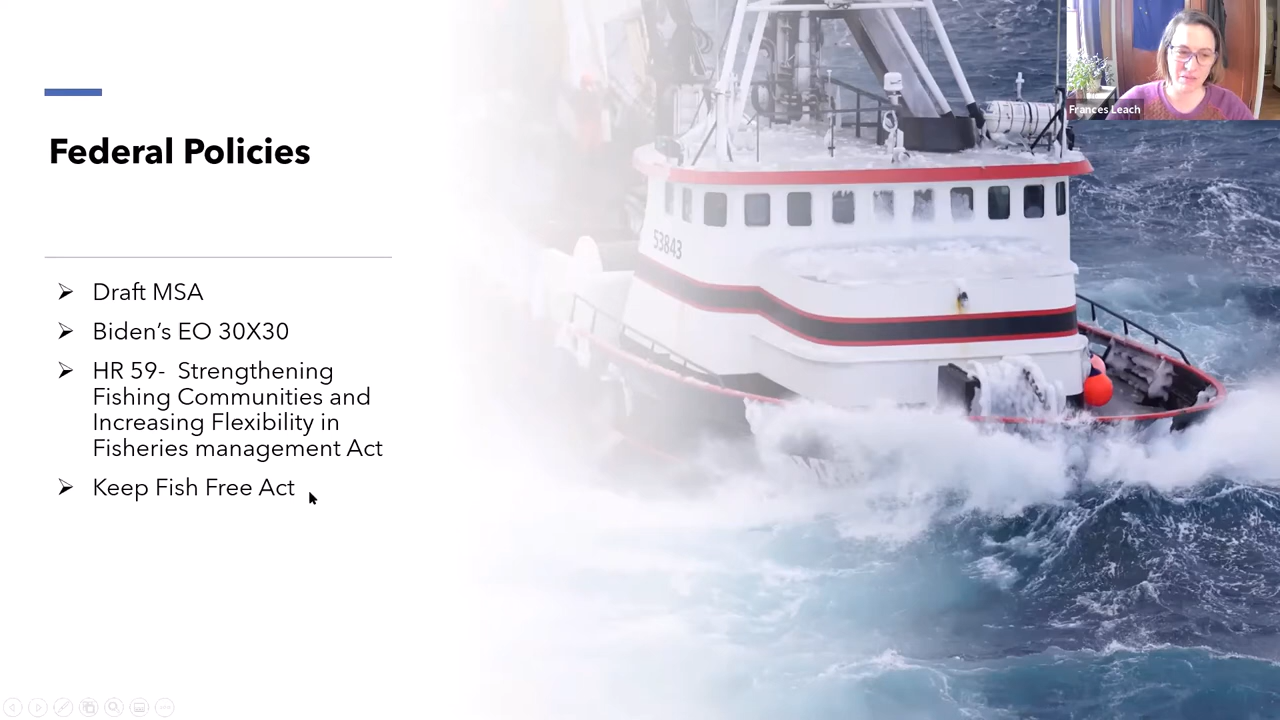 Federal Policies
Draft MSA
Biden's EO 30X30
HR 59- Strengthening
Fishing Communities and
Increasing Flexibility in
Fisheries management Act
Keep Fish Free Act
53843
Frances Leach